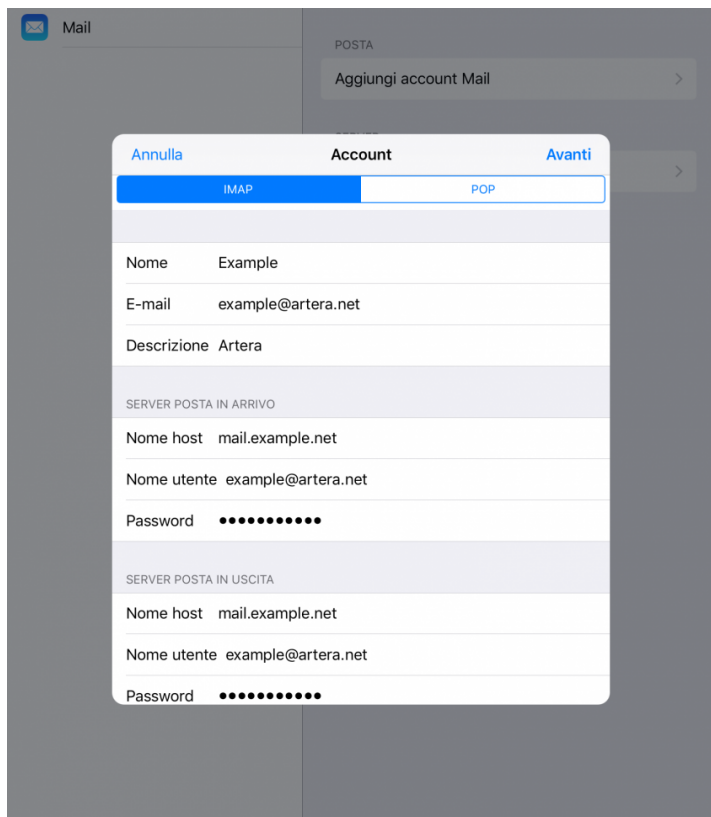 Mail
POSTA
Aggiungi account Mail
Annulla Account Avanti
IMAP POP
Nome Example
E-mail example@artera.net
Descrizione Artera
SERVER POSTA IN ARRIVO
Nome host mail.example.net
Nome utente example@artera.net
Password ●●●●●●●●●●●
SERVER POSTA IN USCITA
Nome host mail.example.net
Nome utente example@artera.net
Password ●●●●●●●●●●●